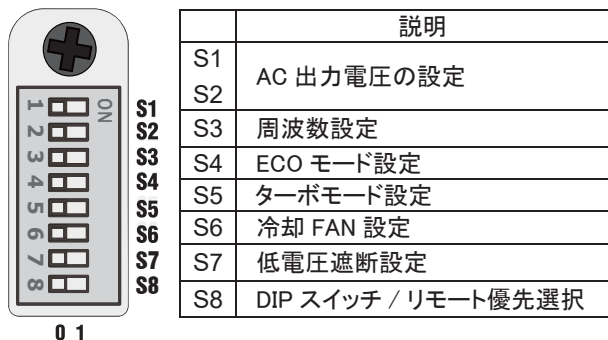 1 ON S1
2 S2
3 S3
4 S4
5 S5
6 S6
7 S7
8 S8
0 1
説明
S1 AC 出力電圧の設定
S2
S3 周波数設定
S4 ECO モード設定
S5 ターボモード設定
S6 冷却 FAN 設定
S7 低電圧遮断設定
S8 DIP スイッチ / リモート優先選択